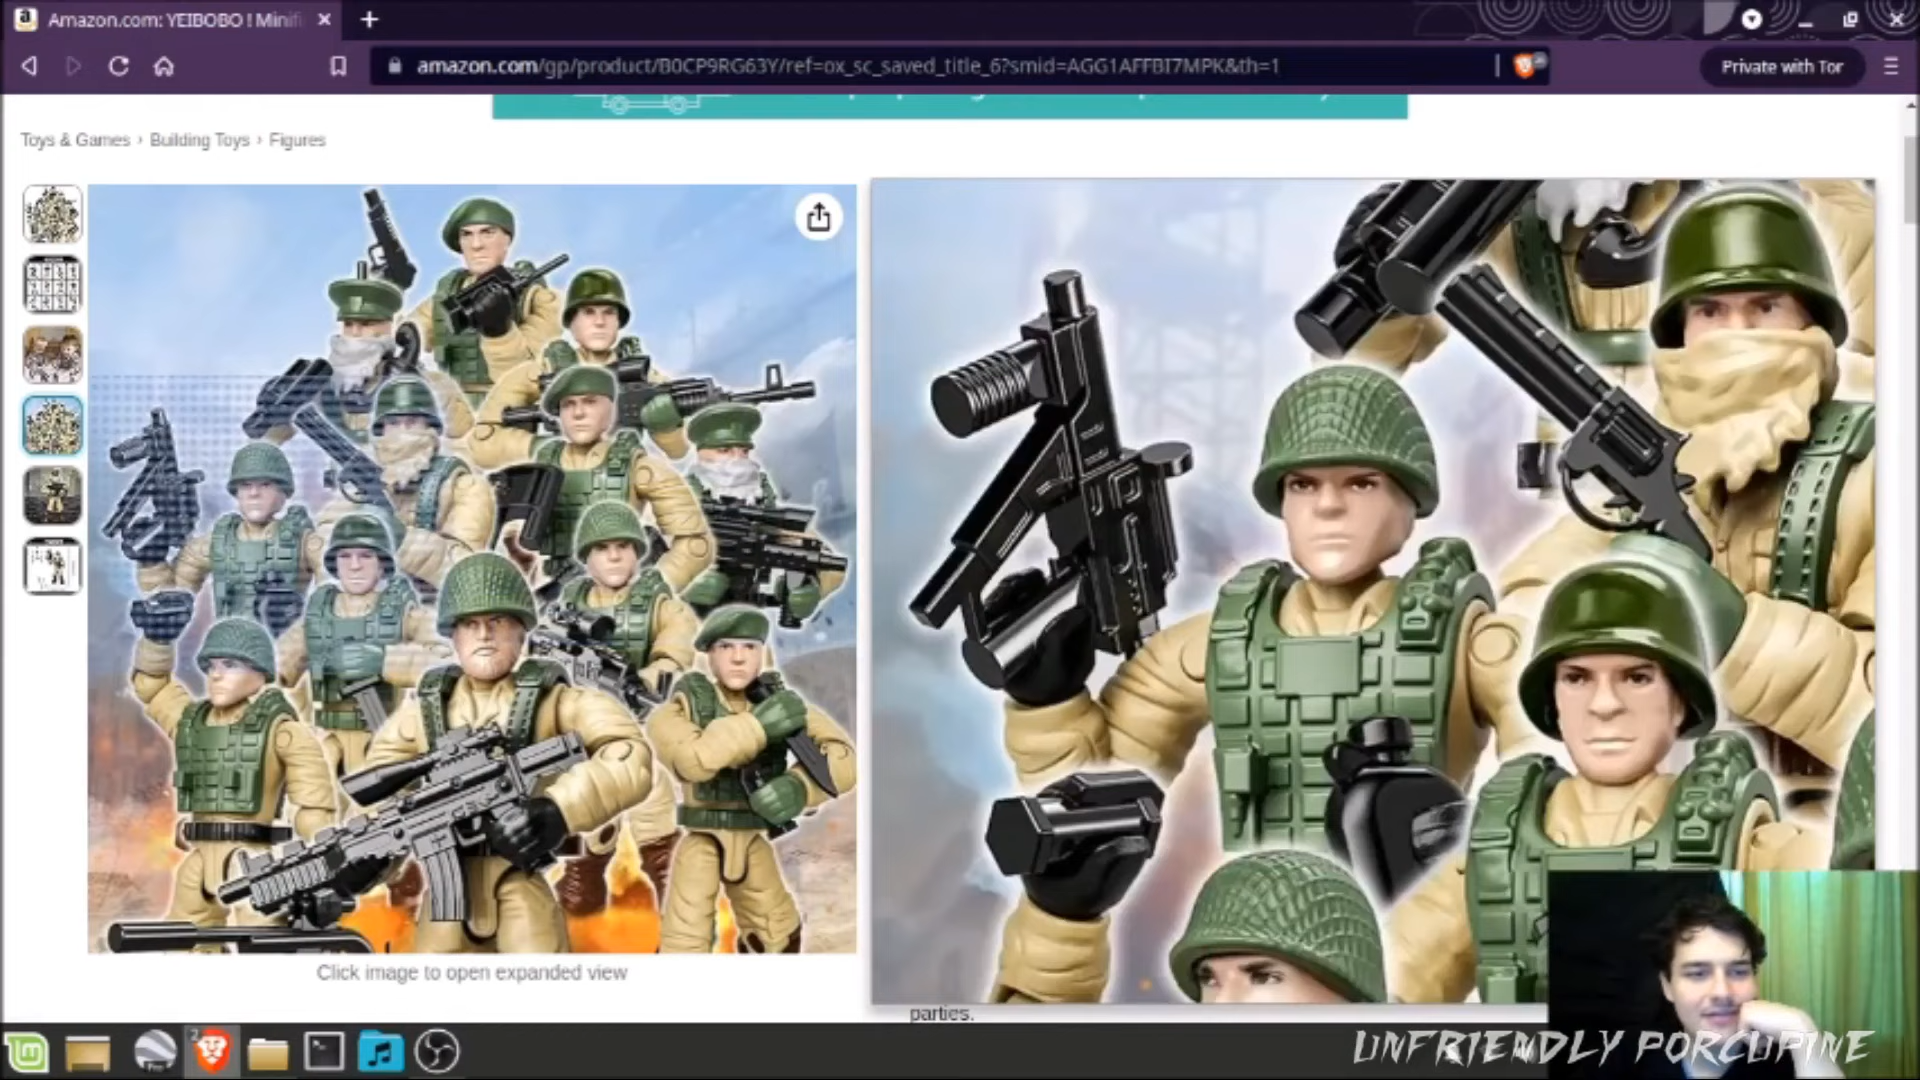 Amazon.com: YEIBOBO ! Minifi
amazon.com/gp/product/B0CP9RG63Y/ref=ox_sc_saved_title_6?smid=AGG1AFFBI7MPK&th=1
Private with Tor
Toys & Games › Building Toys › Figures
Click image to open expanded view
parties.
UNFRIENDLY PORCUPINE